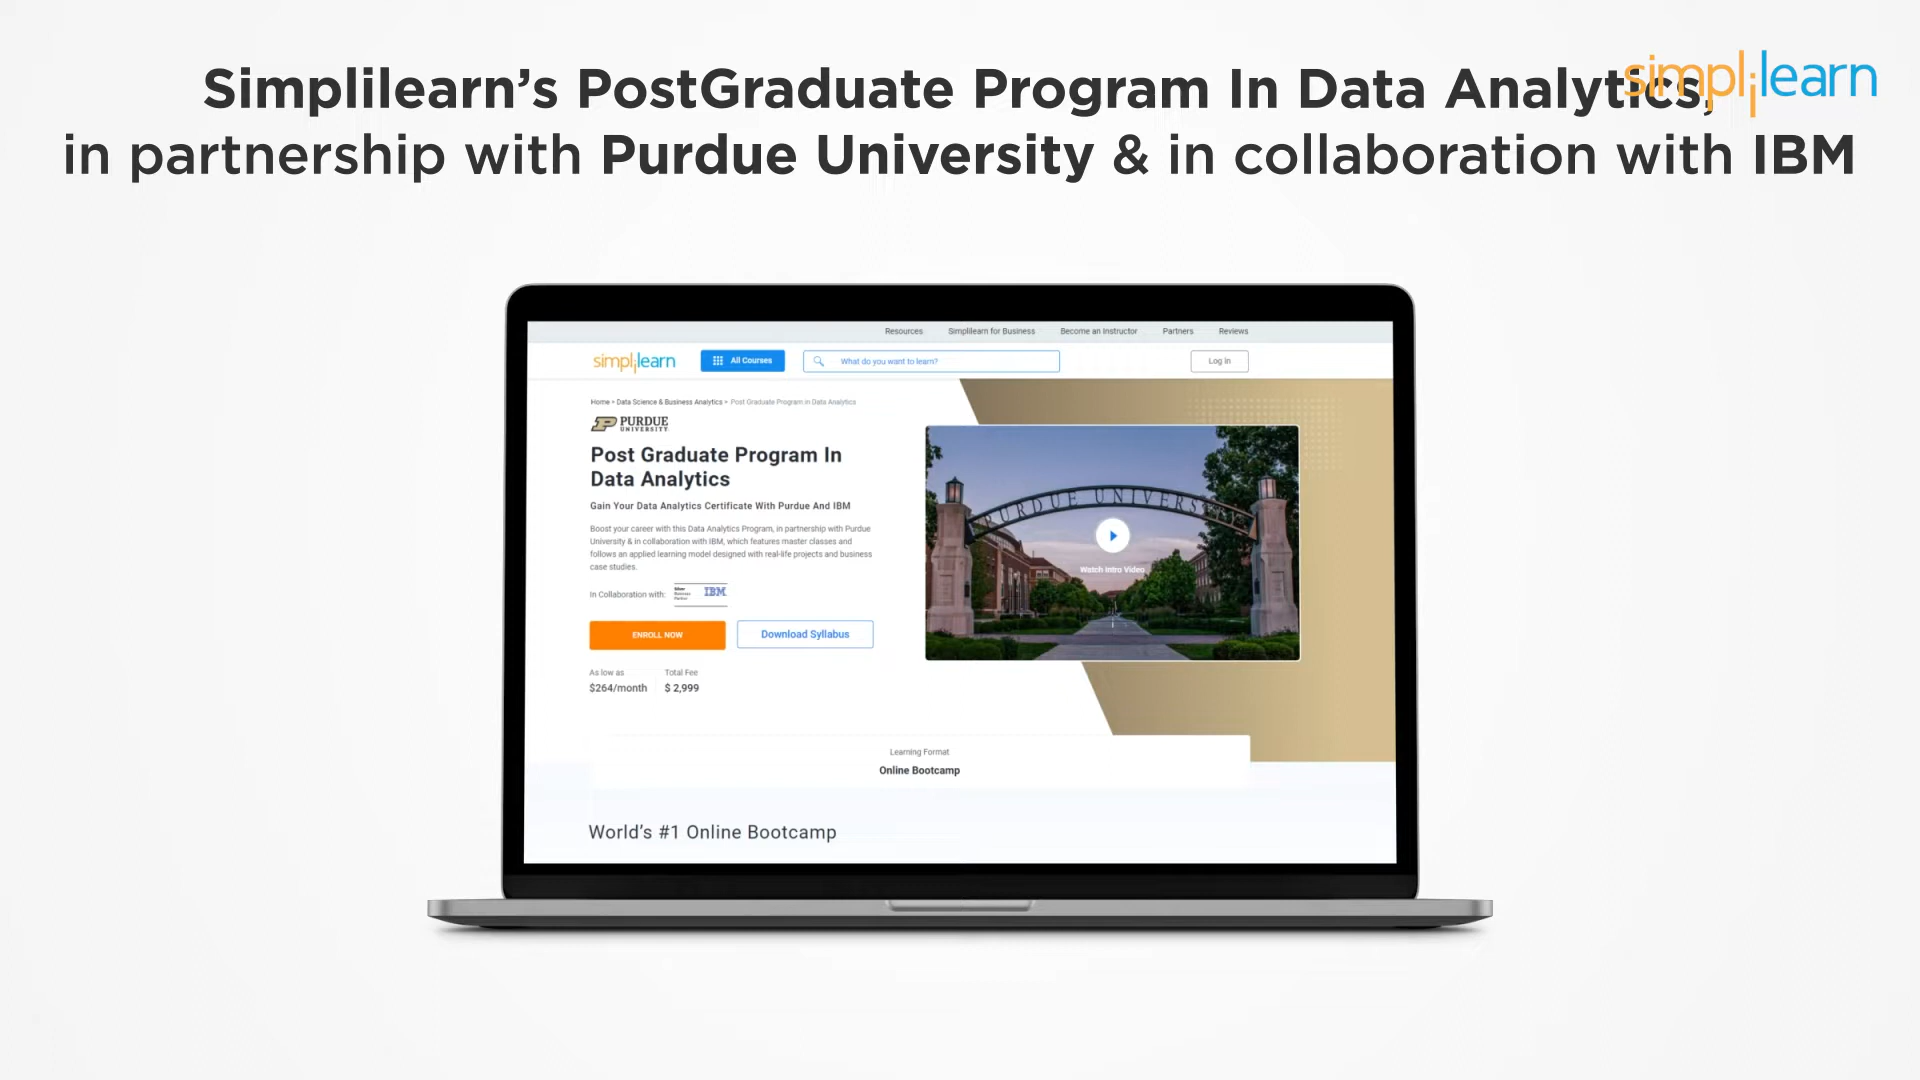 Simplilearn's PostGraduate Program In Data Analytics,
simplilearn
in partnership with Purdue University & in collaboration with IBM
Resources Simplilearn for Business Become an Instructor Partners Reviews
simplilearn All Courses What do you want to learn? Log in
Home Data Science & Business Analytics Post Graduate Program in Data Analytics
PURDUE
UNIVERSITY
Post Graduate Program In
Data Analytics
Gain Your Data Analytics Certificate With Purdue And IBM
Boost your career with this Data Analytics Program, in partnership with Purdue
University & in collaboration with IBM, which features master classes and
follows an applied learning model designed with real-life projects and business
case studies.
In Collaboration with: IBM
ENROLL NOW Download Syllabus
As low as Total Fee
$264/month $ 2,999
PURDUE UNIVERSITY
Watch Intro Video
Learning Format
Online Bootcamp
World's #1 Online Bootcamp